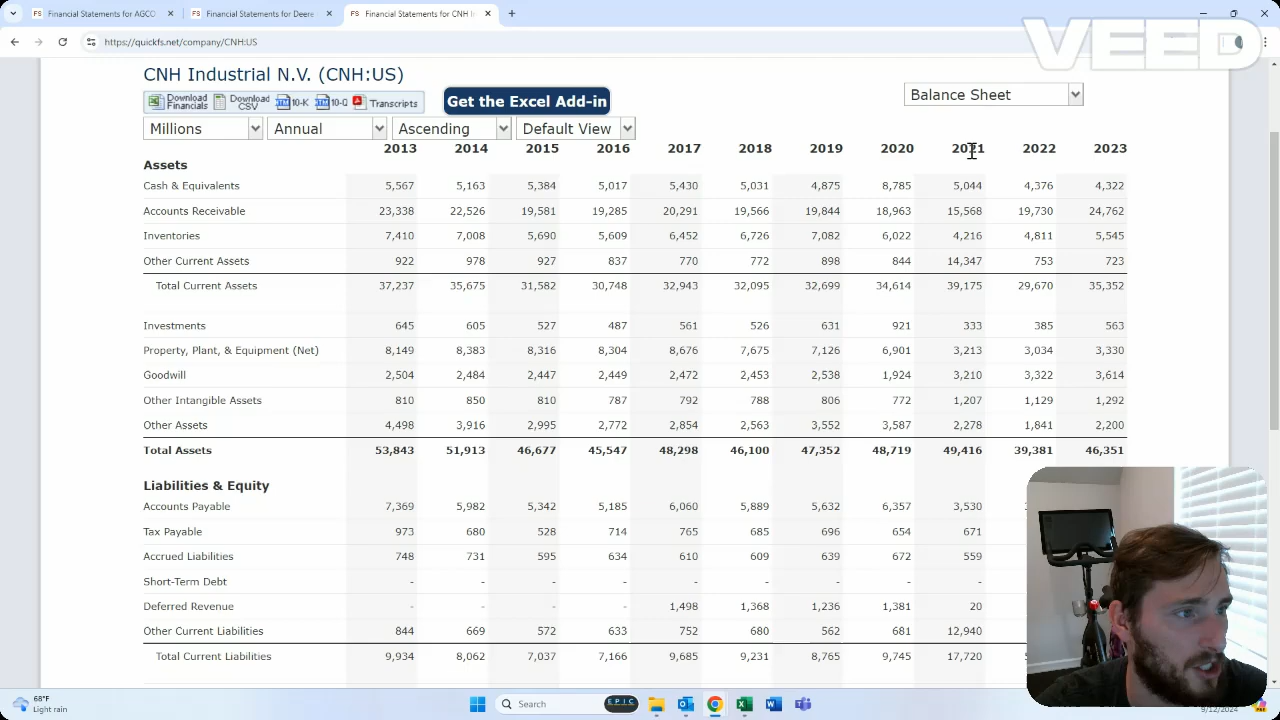 Financial Statements for AGCO
Financial Statements for Deere
Financial Statements for CNH I
https://quickfs.net/company/CNH:US
VEED
CNH Industrial N.V. (CNH:US)
Download Financials Download CSV 10-K 10-Q Transcripts
Get the Excel Add-in
Balance Sheet
Millions Annual Ascending Default View
2013 2014 2015 2016 2017 2018 2019 2020 2021 2022 2023
Assets
Cash & Equivalents 5,567 5,163 5,384 5,017 5,430 5,031 4,875 8,785 5,044 4,376 4,322
Accounts Receivable 23,338 22,526 19,581 19,285 20,291 19,566 19,844 18,963 15,568 19,730 24,762
Inventories 7,410 7,008 5,690 5,609 6,452 6,726 7,082 6,022 4,216 4,811 5,545
Other Current Assets 922 978 927 837 770 772 898 844 14,347 753 723
Total Current Assets 37,237 35,675 31,582 30,748 32,943 32,095 32,699 34,614 39,175 29,670 35,352
Investments 645 605 527 487 561 526 631 921 333 385 563
Property, Plant, & Equipment (Net) 8,149 8,383 8,316 8,304 8,676 7,675 7,126 6,901 3,213 3,034 3,330
Goodwill 2,504 2,484 2,447 2,449 2,472 2,453 2,538 1,924 3,210 3,322 3,614
Other Intangible Assets 810 850 810 787 792 788 806 772 1,207 1,129 1,292
Other Assets 4,498 3,916 2,995 2,772 2,854 2,563 3,552 3,587 2,278 1,841 2,200
Total Assets 53,843 51,913 46,677 45,547 48,298 46,100 47,352 48,719 49,416 39,381 46,351
Liabilities & Equity
Accounts Payable 7,369 5,982 5,342 5,185 6,060 5,889 5,632 6,357 3,530
Tax Payable 973 680 528 714 765 685 696 654 671
Accrued Liabilities 748 731 595 634 610 609 672 559
Short-Term Debt - - - - - - - - -
Deferred Revenue - - - - 1,498 1,368 1,236 1,381 20
Other Current Liabilities 844 669 572 633 752 680 562 681 12,940
Total Current Liabilities 9,934 8,062 7,037 7,166 9,685 9,231 8,765 9,745 17,720
68°F
Light rain
Search
EPIC
9/12/2024